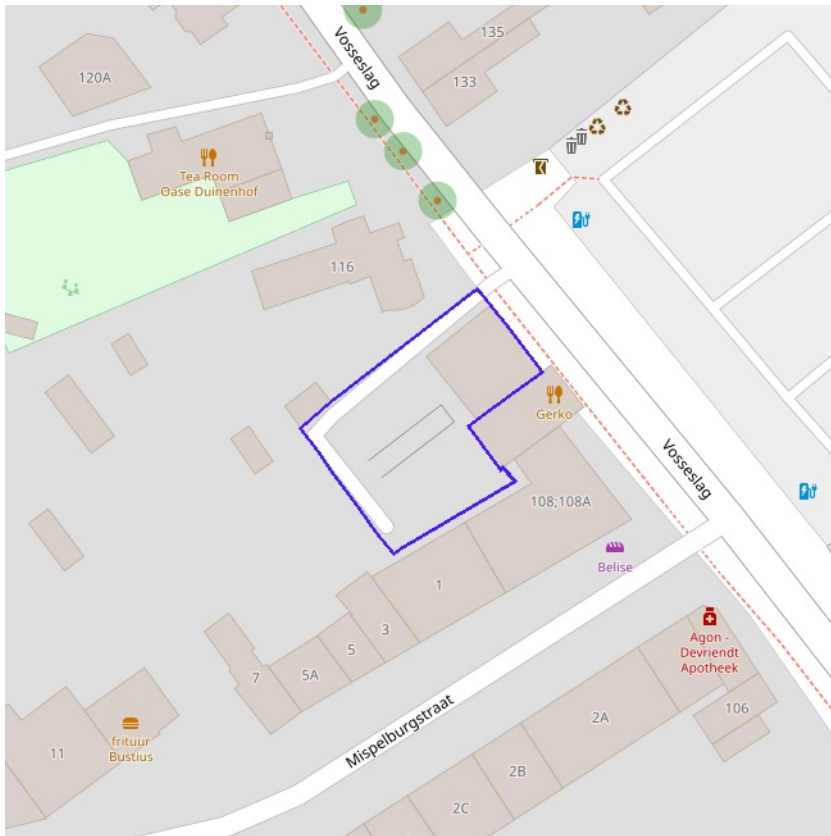 Vosseslag
135
133
120A
Tea Room
Oase Duinenhof
116
Gerko
Vosseslag
108;108A
Belise
1
3
5
5A
7
Agon -
Devriendt
Apotheek
106
2A
Mispelburgstraat
frituur
Bustius
11
2B
2C